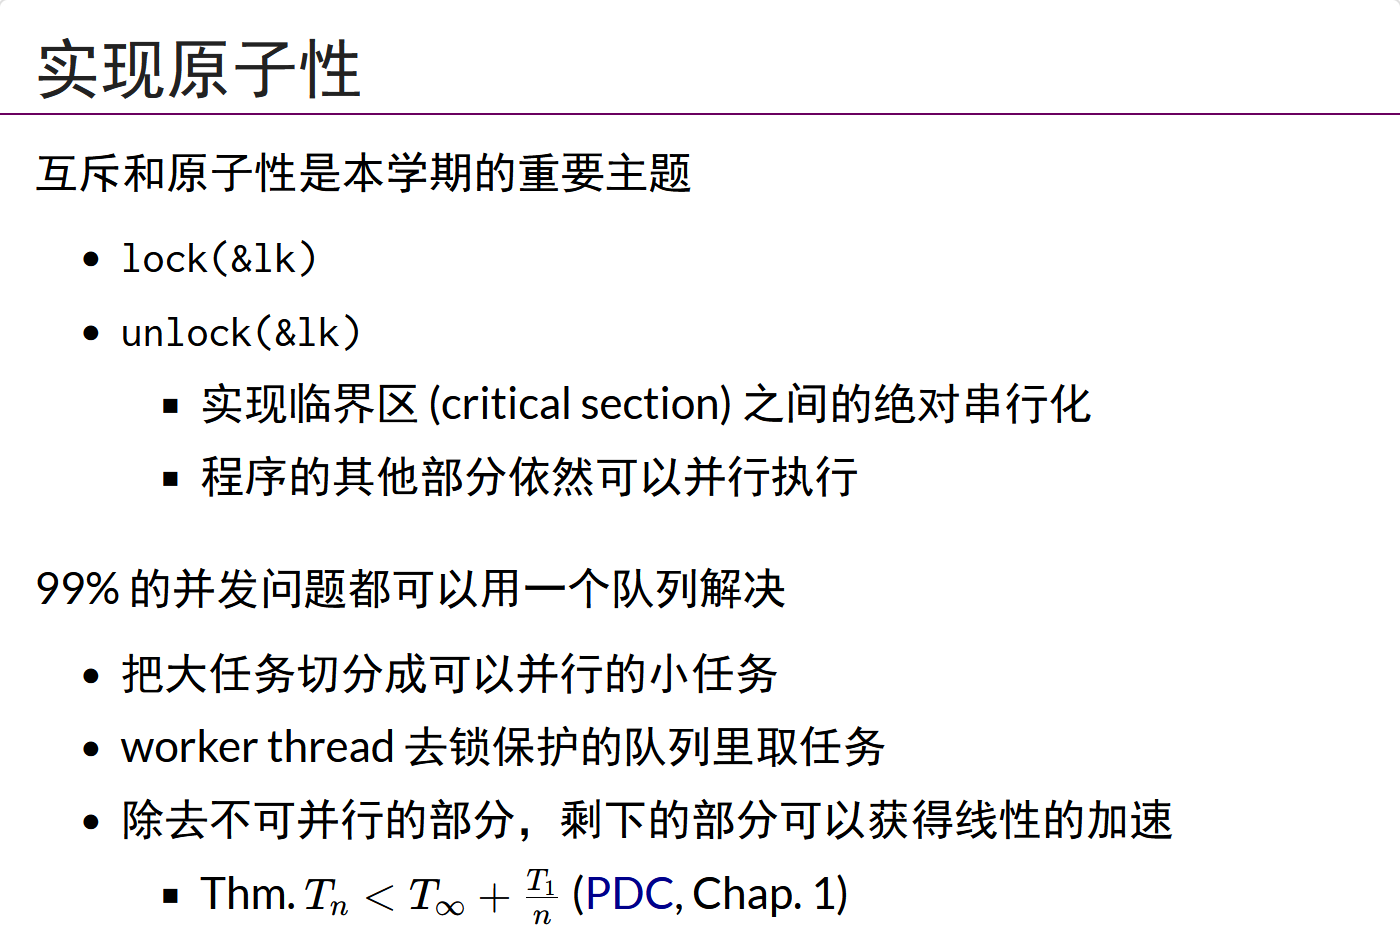 实现原子性
互斥和原子性是本学期的重要主题
• lock(&lk)
• unlock(&lk)
▪ 实现临界区 (critical section) 之间的绝对串行化
▪ 程序的其他部分依然可以并行执行
99% 的并发问题都可以用一个队列解决
• 把大任务切分成可以并行的小任务
• worker thread 去锁保护的队列里取任务
• 除去不可并行的部分，剩下的部分可以获得线性的加速
▪ Thm. $T_n < T_\infty + \frac{T_1}{n}$ (PDC, Chap. 1)